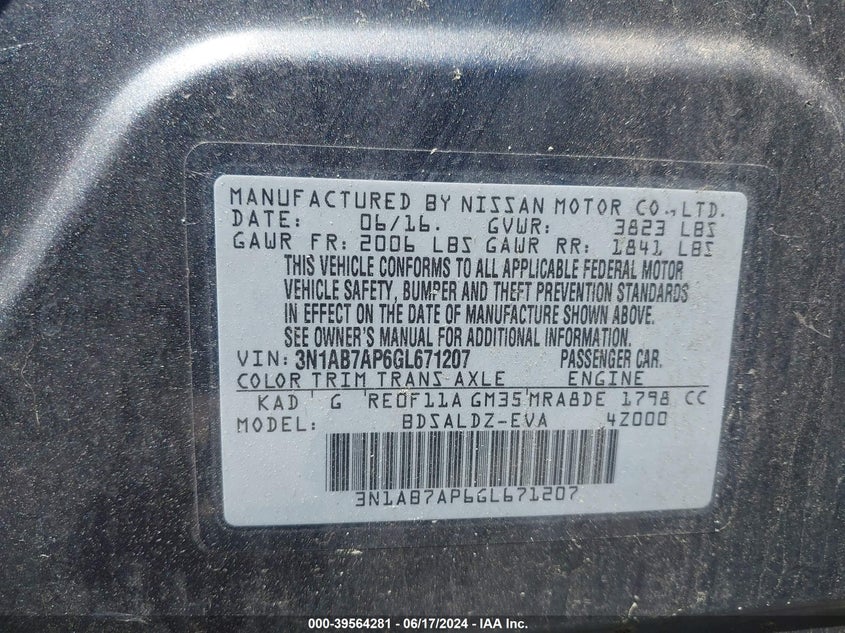 MANUFACTURED BY NISSAN MOTOR CO.,LTD.
DATE: 06/16. GVWR: 3823 LBS
GAWR FR: 2006 LBS GAWR RR: 1841 LBS
THIS VEHICLE CONFORMS TO ALL APPLICABLE FEDERAL MOTOR
VEHICLE SAFETY, BUMPER AND THEFT PREVENTION STANDARDS
IN EFFECT ON THE DATE OF MANUFACTURE SHOWN ABOVE.
SEE OWNER'S MANUAL FOR ADDITIONAL INFORMATION.
VIN: 3N1AB7AP6GL671207 PASSENGER CAR.
COLOR TRIM TRANS AXLE ENGINE
KAD G RE0F11A GM35 MRA8DE 1798 CC
MODEL: BDSALDZ-EVA 4Z000
3N1AB7AP6GL671207
000-39564281 - 06/17/2024 - IAA Inc.